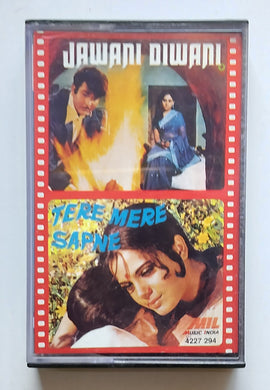 JAWANI DIWANI
TERE MERE
SAPNE
MIL
MUSIC INDIA
4227 294